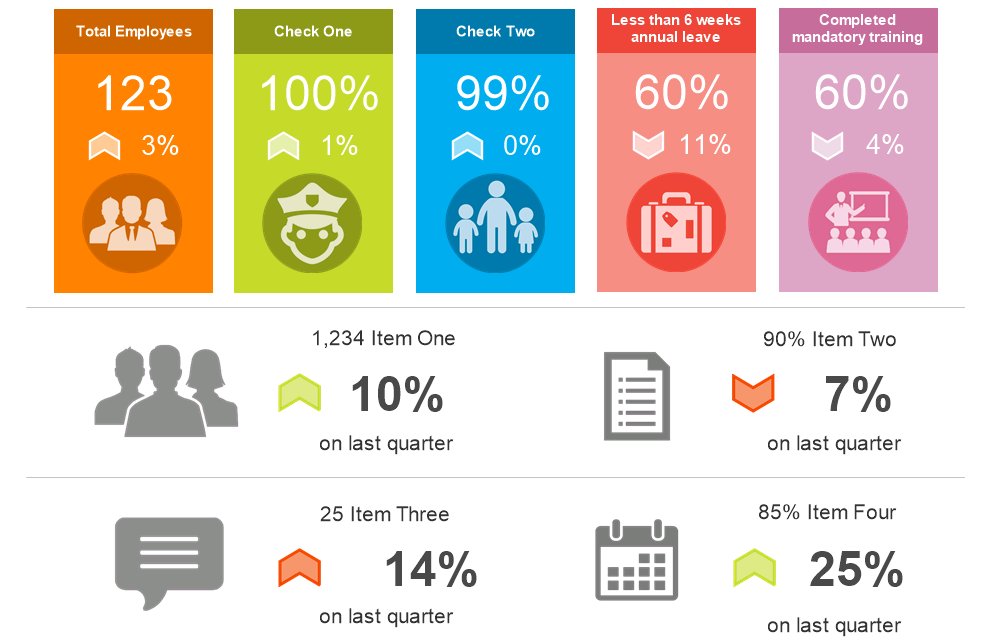 Total Employees
Check One
Check Two
Less than 6 weeks
annual leave
Completed
mandatory training
123
100%
99%
60%
60%
3%
1%
0%
11%
4%
1,234 Item One
10%
on last quarter
90% Item Two
7%
on last quarter
25 Item Three
14%
on last quarter
85% Item Four
25%
on last quarter